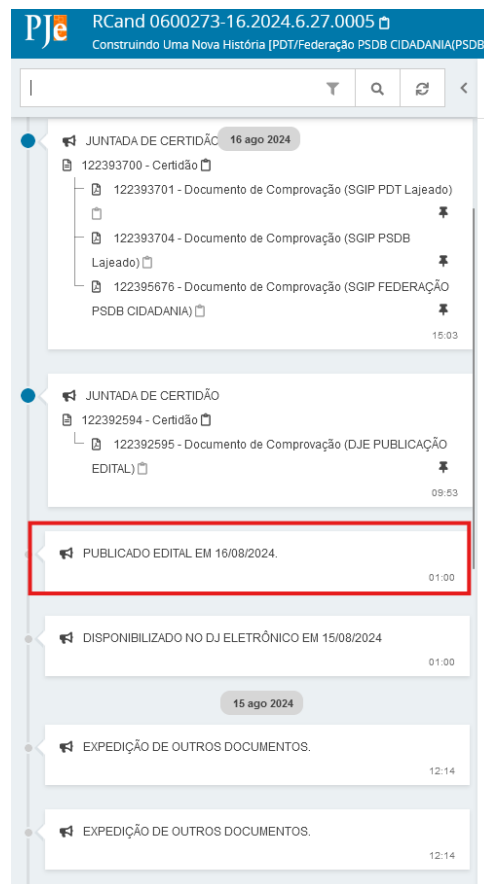 PJe
RCand 0600273-16.2024.6.27.0005
Construindo Uma Nova História [PDT/Federação PSDB CIDADANIA(PSDB
16 ago 2024
JUNTADA DE CERTIDÃO
122393700 - Certidão
122393701 - Documento de Comprovação (SGIP PDT Lajeado)
122393704 - Documento de Comprovação (SGIP PSDB
Lajeado)
122395676 - Documento de Comprovação (SGIP FEDERAÇÃO
PSDB CIDADANIA)
15:03
JUNTADA DE CERTIDÃO
122392594 - Certidão
122392595 - Documento de Comprovação (DJE PUBLICAÇÃO
EDITAL)
09:53
PUBLICADO EDITAL EM 16/08/2024.
01:00
DISPONIBILIZADO NO DJ ELETRÔNICO EM 15/08/2024
01:00
15 ago 2024
EXPEDIÇÃO DE OUTROS DOCUMENTOS.
12:14
EXPEDIÇÃO DE OUTROS DOCUMENTOS.
12:14